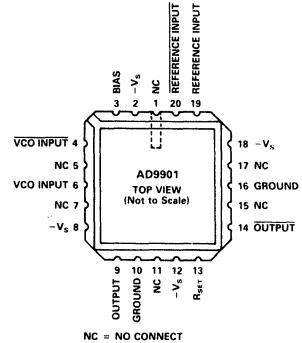 BIAS
-Vs
NC
REFERENCE INPUT
REFERENCE INPUT
3 2 1 20 19
VCO INPUT 4
NC 5
VCO INPUT 6
NC 7
-Vs 8
AD9901
TOP VIEW
(Not to Scale)
18 -Vs
17 NC
16 GROUND
15 NC
14 OUTPUT
9 10 11 12 13
OUTPUT
GROUND
NC
-Vs
RSET
NC = NO CONNECT